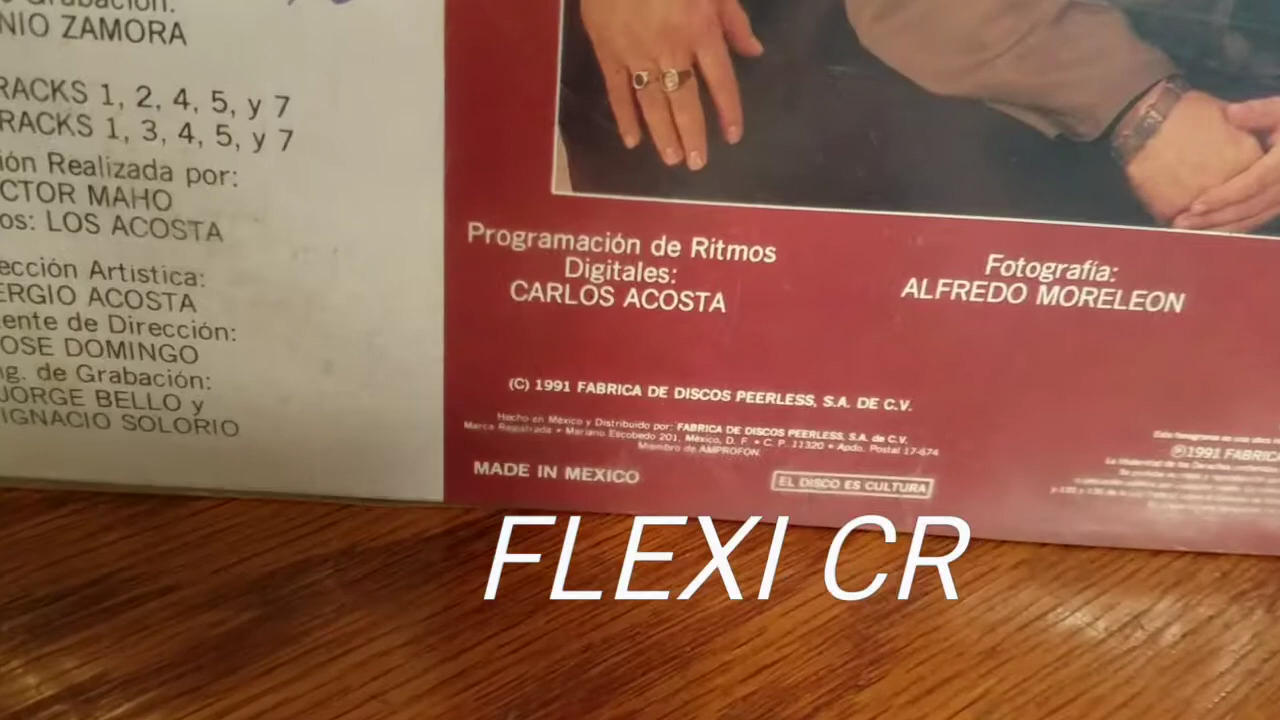 Grabación:
NIO ZAMORA
RACKS 1, 2, 4, 5, y 7
RACKS 1, 3, 4, 5, y 7
ión Realizada por:
CTOR MAHO
os: LOS ACOSTA
ección Artistica:
ERGIO ACOSTA
ente de Dirección:
OSE DOMINGO
ng. de Grabación:
JORGE BELLO y
IGNACIO SOLORIO
Programación de Ritmos
Digitales:
CARLOS ACOSTA
Fotografía:
ALFREDO MORELEON
(C) 1991 FABRICA DE DISCOS PEERLESS, S.A. DE C.V.
Hecho en México y Distribuido por: FABRICA DE DISCOS PEERLESS, S.A. de C.V.
Marca Registrada • Mariano Escobedo 201, México, D. F. • C. P. 11320 • Apdo. Postal 17-674
Miembro de AMPROFON.
MADE IN MEXICO
EL DISCO ES CULTURA
℗1991 FABRICA
FLEXI CR